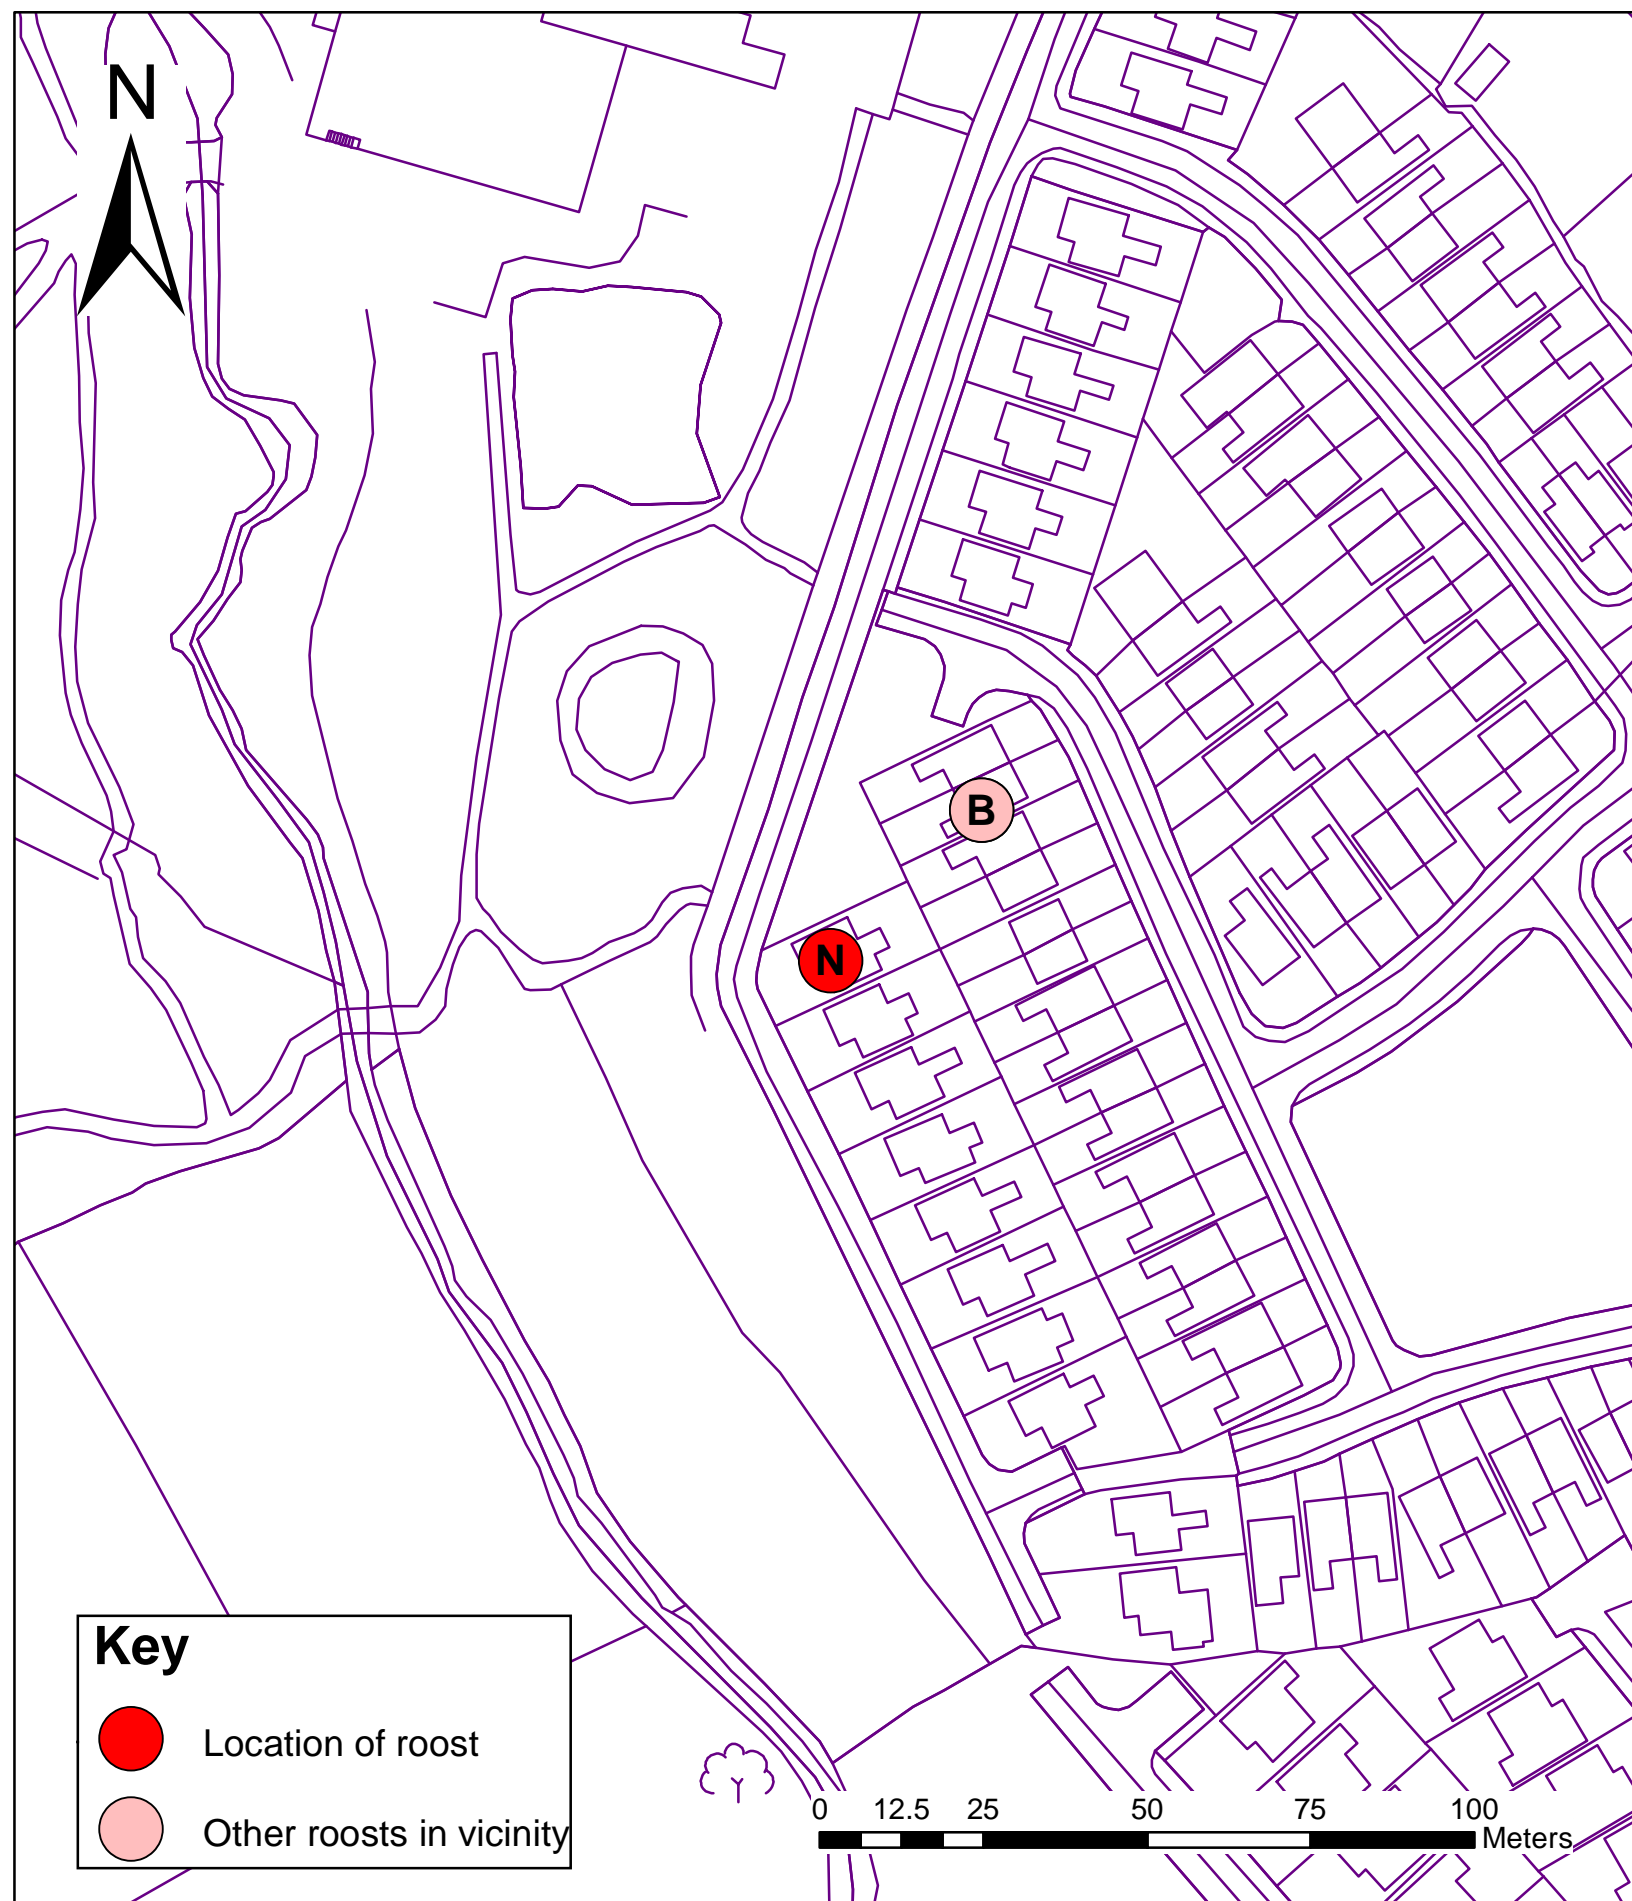 N
B
N
Key
Location of roost
Other roosts in vicinity
0 12.5 25 50 75 100
Meters